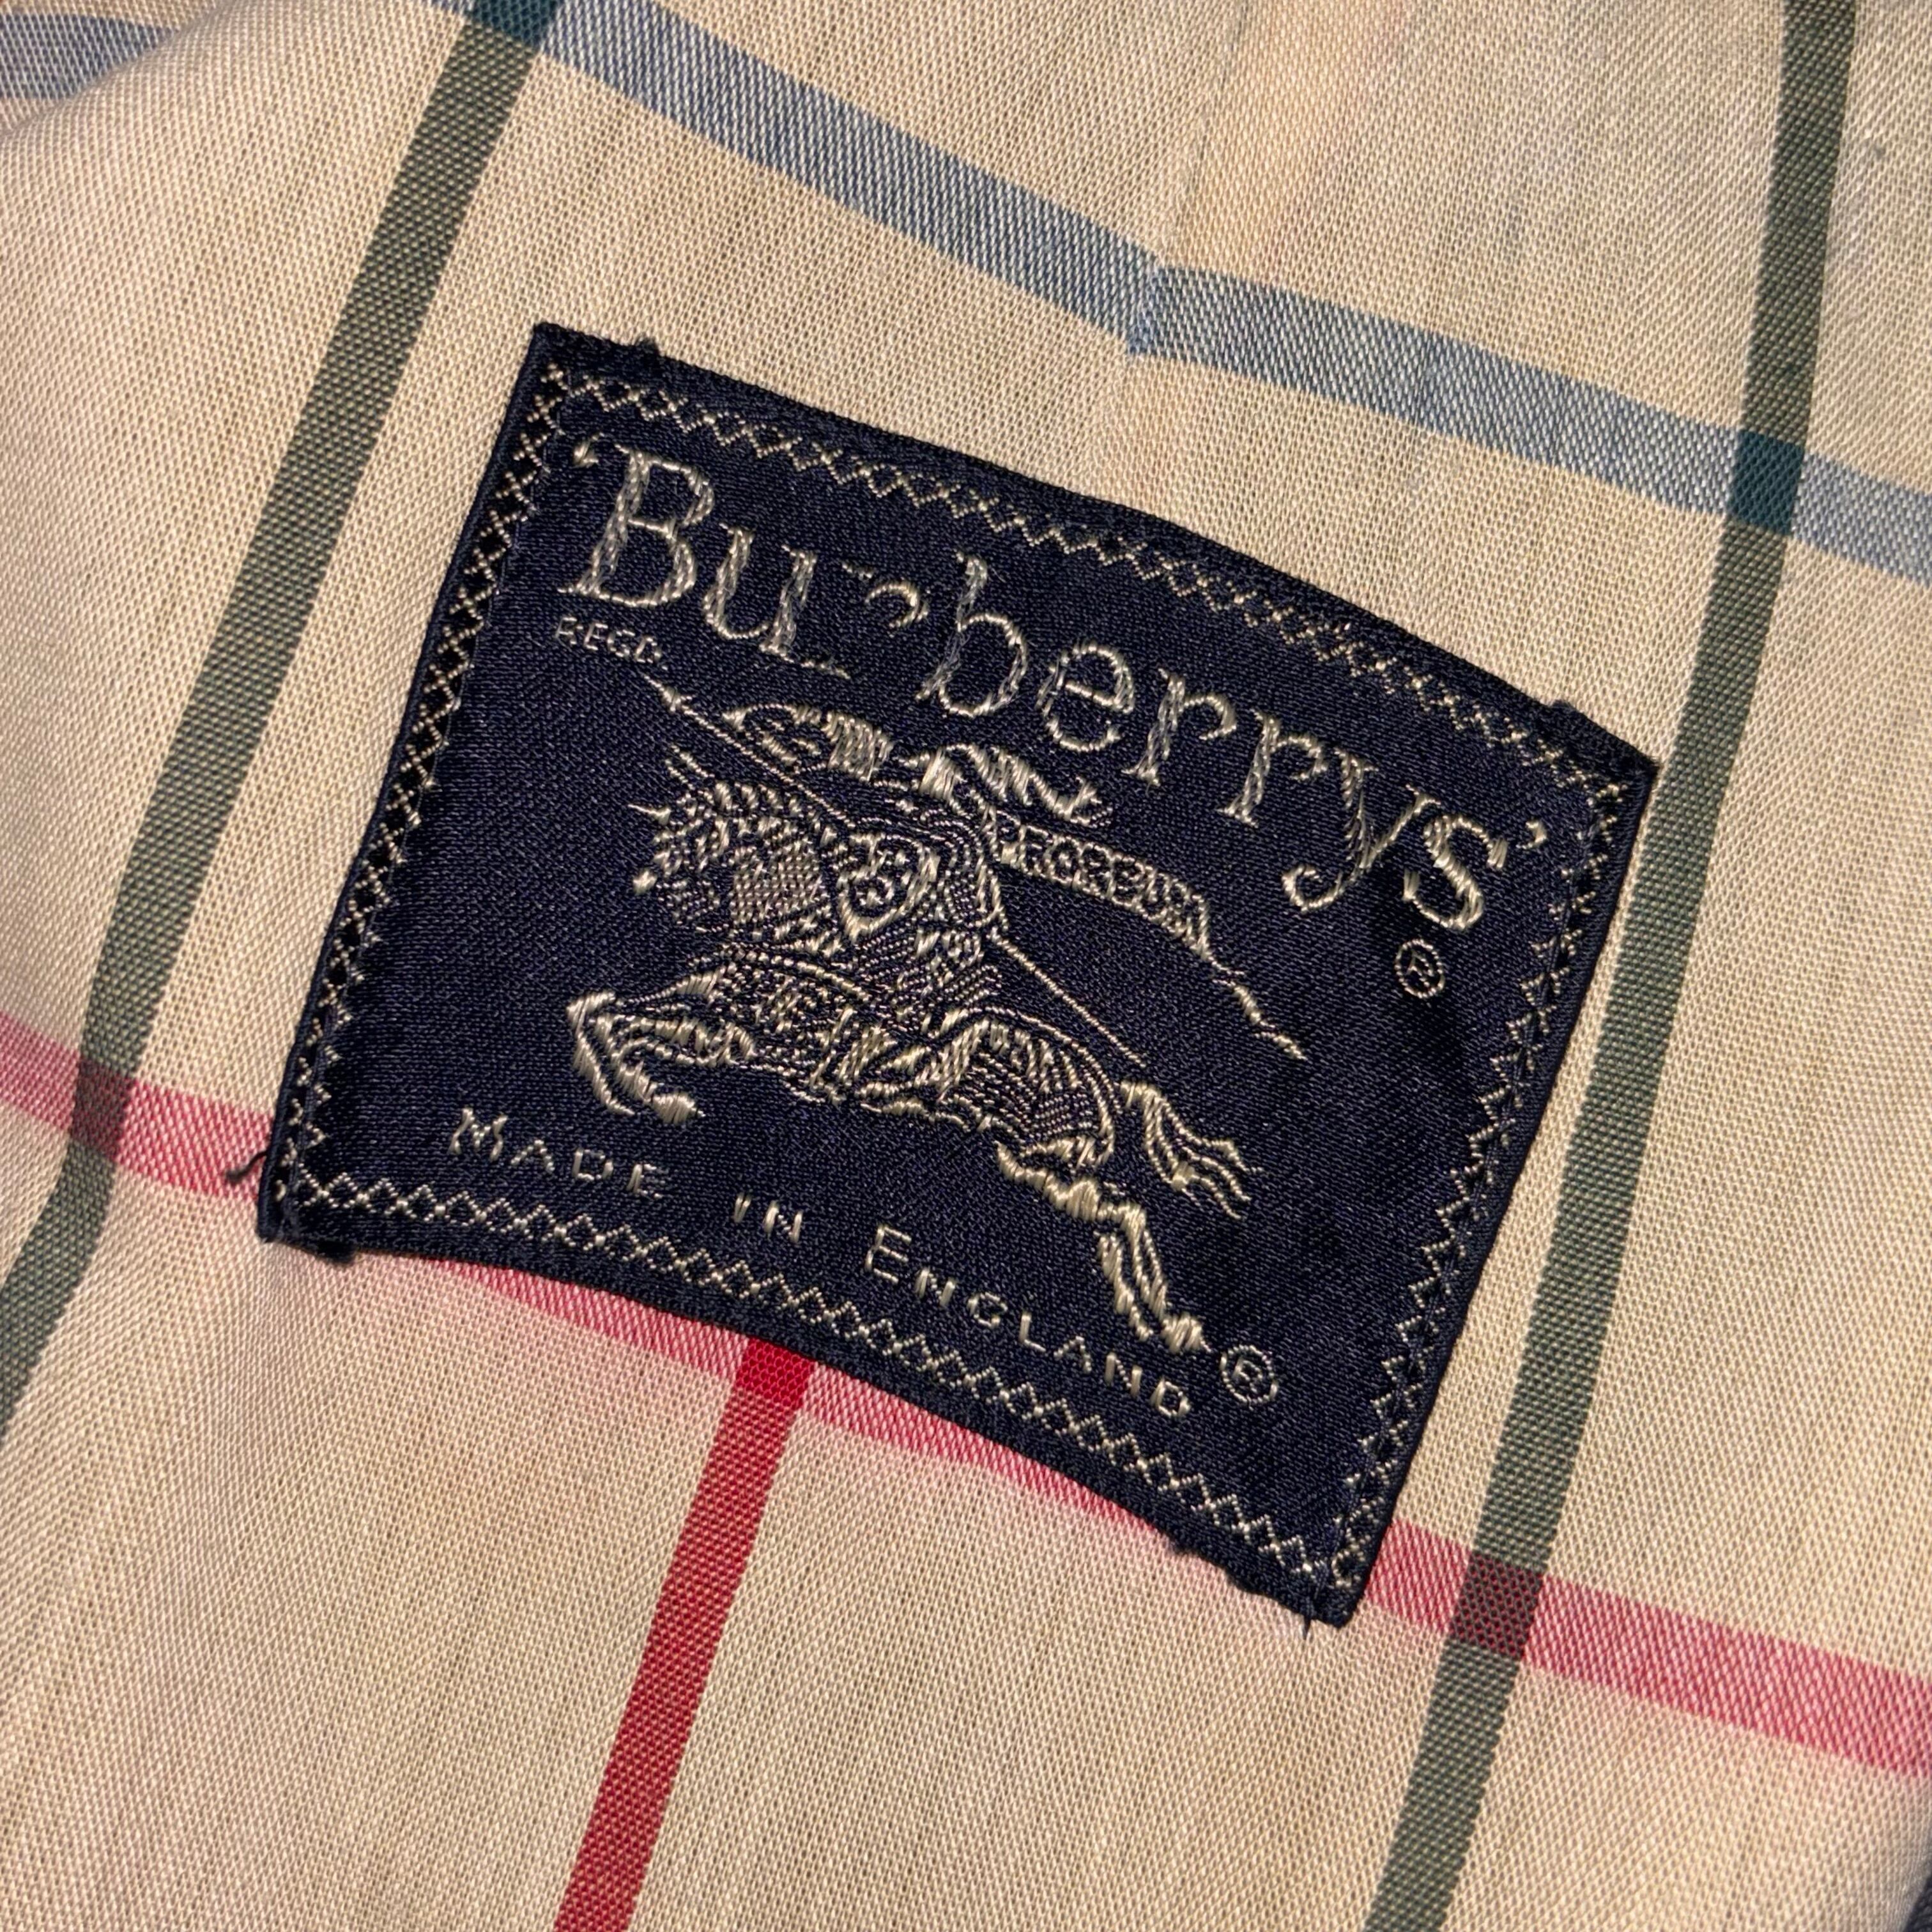 'Burberrys'
REGD.
PRORSUM
®
MADE IN ENGLAND
®